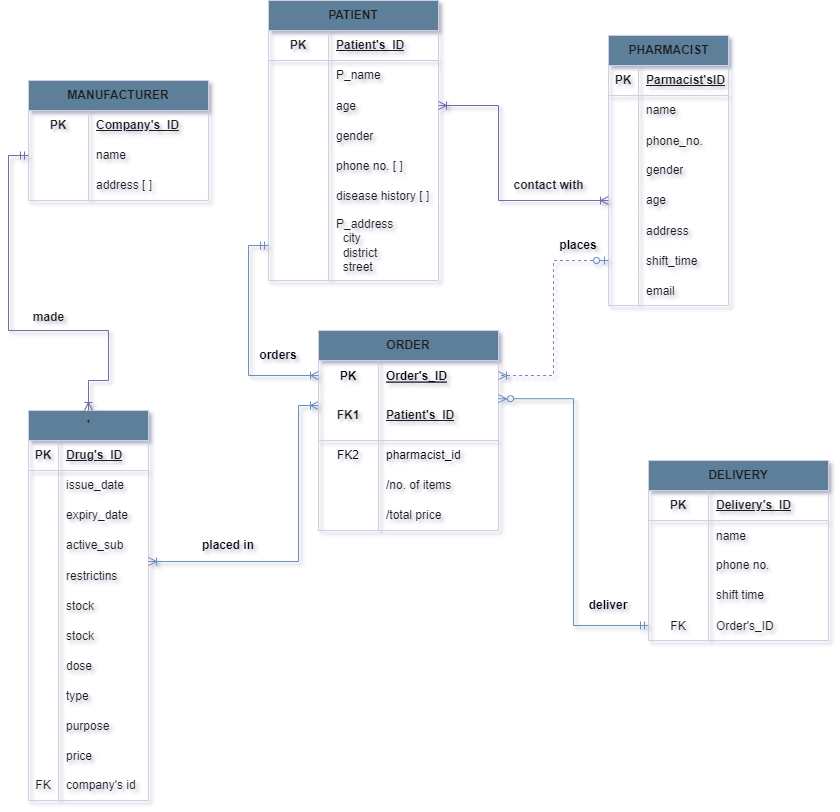 PATIENT
PK Patient's_ID
P_name
age
gender
phone no. [ ]
disease history [ ]
P_address
city
district
street
PHARMACIST
PK Parmacist'sID
name
phone_no.
gender
age
address
shift_time
email
MANUFACTURER
PK Company's_ID
name
address [ ]
contact with
places
made
orders
ORDER
PK Order's_ID
FK1 Patient's_ID
FK2 pharmacist_id
/no. of items
/total price
'
PK Drug's_ID
issue_date
expiry_date
active_sub
restrictins
stock
stock
dose
type
purpose
price
FK company's id
placed in
deliver
DELIVERY
PK Delivery's_ID
name
phone no.
shift time
FK Order's_ID